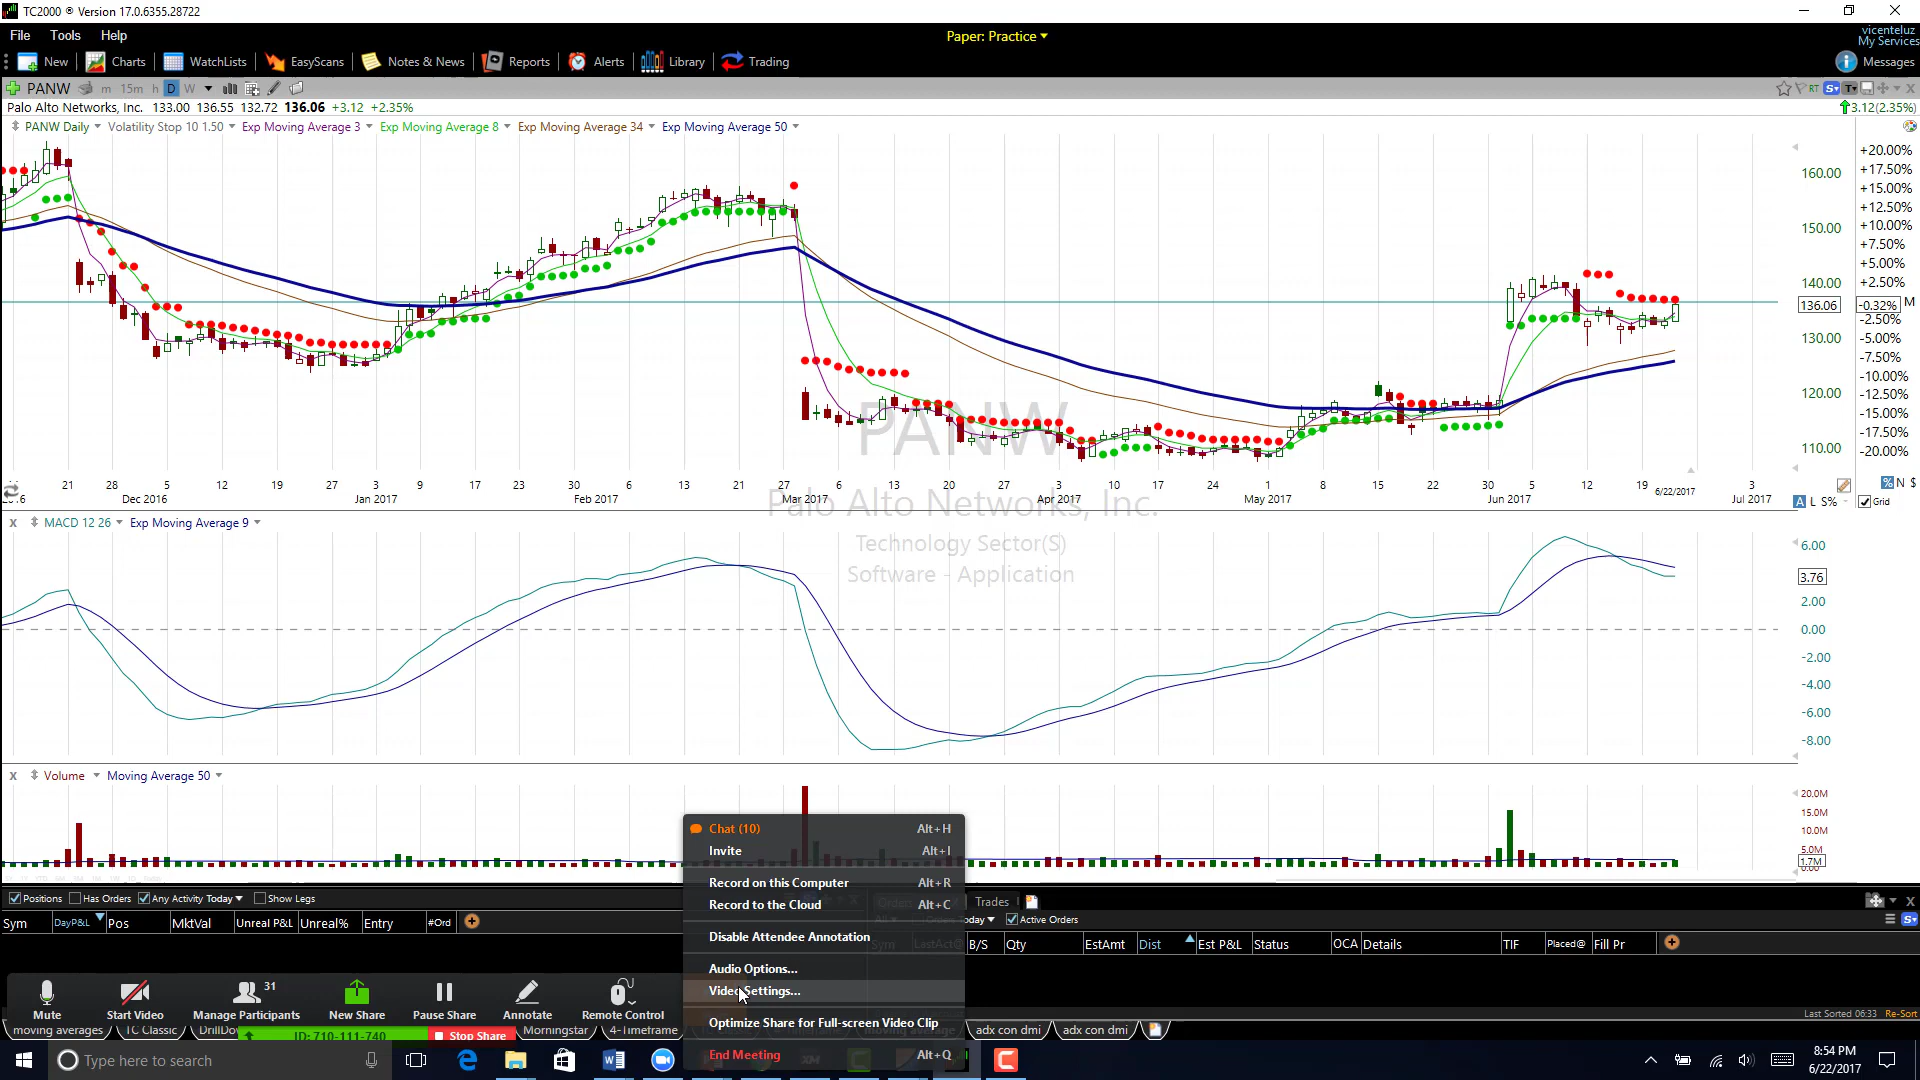 TC2000 ® Version 17.0.6355.28722
File Tools Help
Paper: Practice
vicenteluz
My Services
New Charts WatchLists EasyScans Notes & News Reports Alerts Library Trading
Messages
PANW m 15m h D W
RT S T
Palo Alto Networks, Inc. 133.00 136.55 132.72 136.06 +3.12 +2.35%
3.12(2.35%)
PANW Daily Volatility Stop 10 1.50 Exp Moving Average 3 Exp Moving Average 8 Exp Moving Average 34 Exp Moving Average 50
160.00
150.00
140.00
136.06
130.00
120.00
110.00
+20.00%
+17.50%
+15.00%
+12.50%
+10.00%
+7.50%
+5.00%
+2.50%
-0.32% M
-2.50%
-5.00%
-7.50%
-10.00%
-12.50%
-15.00%
-17.50%
-20.00%
PANW
Palo Alto Networks, Inc.
Technology Sector(S)
Software - Application
21 28 5 12 19 27 3 9 17 23 30 6 13 21 27 6 13 20 27 3 10 17 24 1 8 15 22 30 5 12 19 6/22/2017 3
Dec 2016 Jan 2017 Feb 2017 Mar 2017 Apr 2017 May 2017 Jun 2017 Jul 2017
% N $
A L S% Grid
X MACD 12 26 Exp Moving Average 9
6.00
3.76
2.00
0.00
-2.00
-4.00
-6.00
-8.00
X Volume Moving Average 50
20.0M
15.0M
10.0M
5.0M
1.7M
Chat (10) Alt+H
Invite Alt+I
Record on this Computer Alt+R
Record to the Cloud Alt+C
Disable Attendee Annotation
Audio Options...
Video Settings...
Optimize Share for Full-screen Video Clip
End Meeting Alt+Q
Positions Has Orders Any Activity Today Show Legs
Sym DayP&L Pos MktVal Unreal P&L Unreal% Entry #Ord
Orders Trades
Today Active Orders
Sym LastAct@ B/S Qty EstAmt Dist Est P&L Status OCA Details TIF Placed@ Fill Pr
31
Mute Start Video Manage Participants New Share Pause Share Annotate Remote Control
Last Sorted 06:33 Re-Sort
moving averages TC Classic ID: 710-111-740 Stop Share Morningstar 4-Timeframe adx con dmi adx con dmi
Type here to search
8:54 PM
6/22/2017